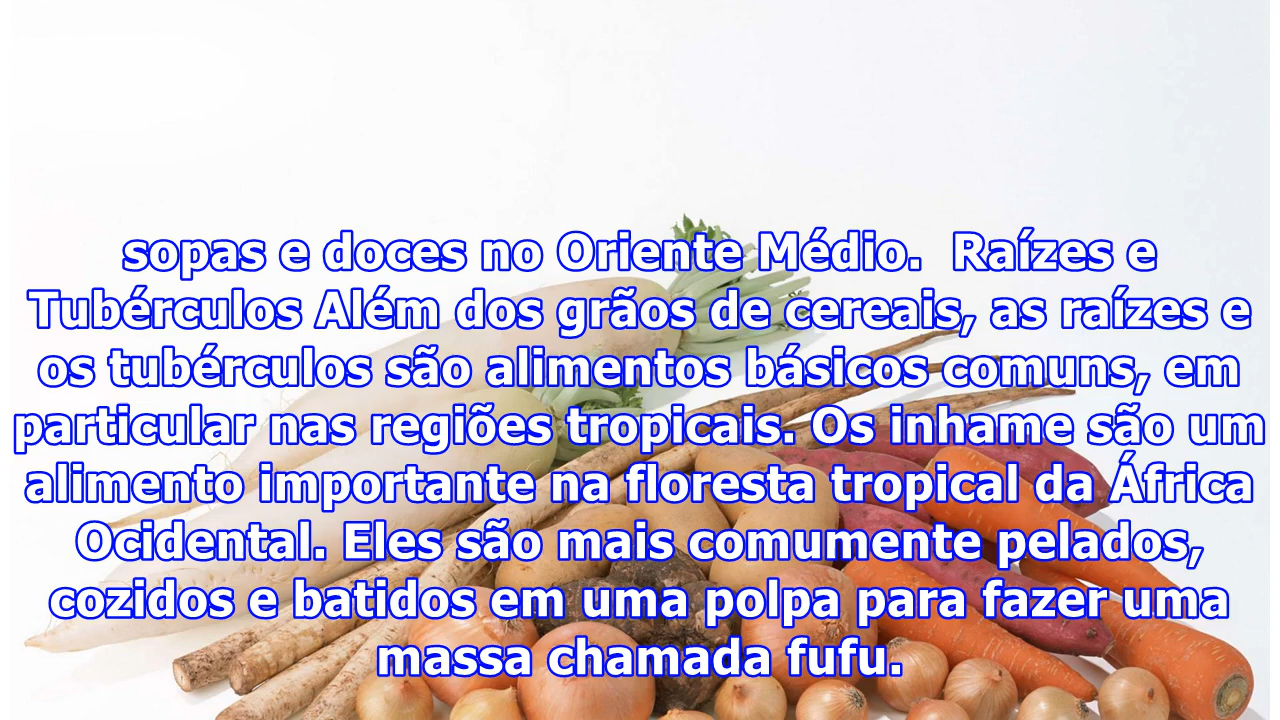 sopas e doces no Oriente Médio.  Raízes e
Tubérculos Além dos grãos de cereais, as raízes e
os tubérculos são alimentos básicos comuns, em
particular nas regiões tropicais. Os inhame são um
alimento importante na floresta tropical da África
Ocidental. Eles são mais comumente pelados,
cozidos e batidos em uma polpa para fazer uma
massa chamada fufu.